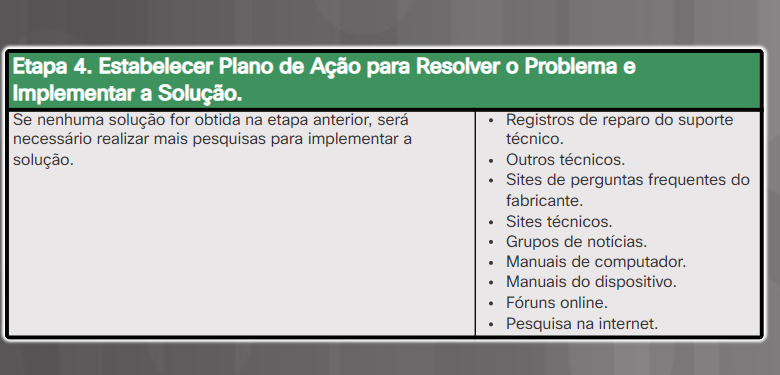 Etapa 4. Estabelecer Plano de Ação para Resolver o Problema e
Implementar a Solução.
Se nenhuma solução for obtida na etapa anterior, será
necessário realizar mais pesquisas para implementar a
solução.
• Registros de reparo do suporte
técnico.
• Outros técnicos.
• Sites de perguntas frequentes do
fabricante.
• Sites técnicos.
• Grupos de notícias.
• Manuais de computador.
• Manuais do dispositivo.
• Fóruns online.
• Pesquisa na internet.